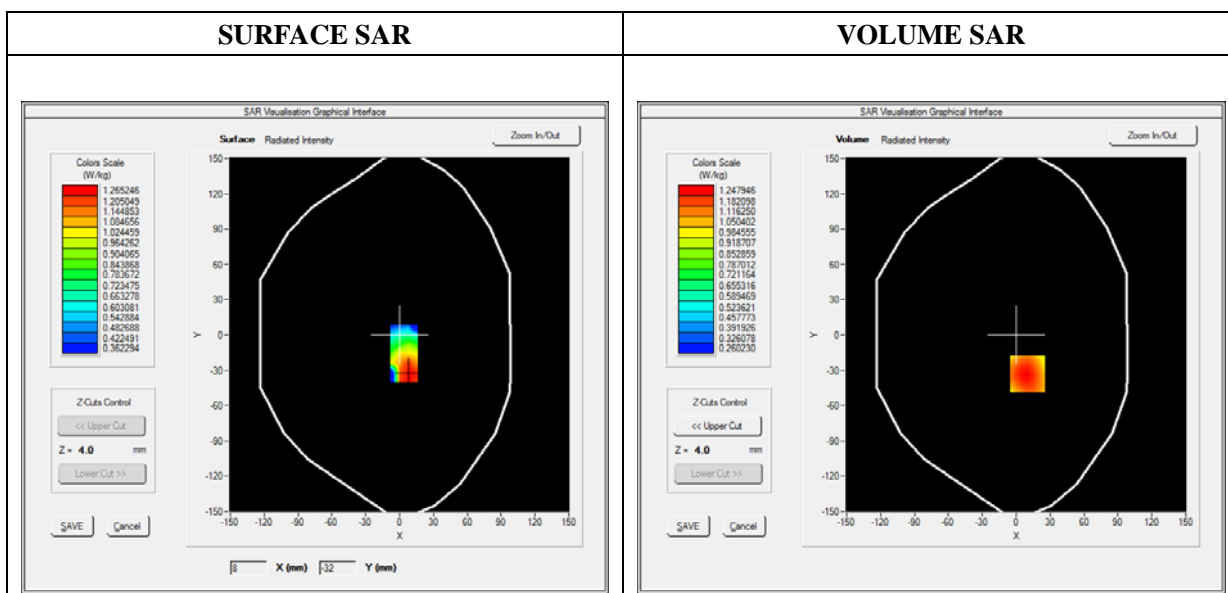 SURFACE SAR
VOLUME SAR
SAR Visualisation Graphical Interface
Surface Radiated Intensity
Zoom In/Out
Colors Scale
(W/kg)
1.265246
1.205049
1.144853
1.084656
1.024459
0.964262
0.904065
0.843868
0.783672
0.723475
0.663278
0.603081
0.542884
0.482688
0.422491
0.362294
150
120
90
60
30
0
-30
-60
-90
-120
-150
Y
-150 -120 -90 -60 -30 0 30 60 90 120 150
X
Z-Cuts Control
<< Upper Cut
Z = 4.0 mm
Lower Cut >>
SAVE Cancel
8 X (mm) -32 Y (mm)
SAR Visualisation Graphical Interface
Volume Radiated Intensity
Zoom In/Out
Colors Scale
(W/kg)
1.247946
1.182098
1.116250
1.050402
0.984555
0.918707
0.852859
0.787012
0.721164
0.655316
0.589469
0.523621
0.457773
0.391926
0.326078
0.260230
150
120
90
60
30
0
-30
-60
-90
-120
-150
Y
-150 -120 -90 -60 -30 0 30 60 90 120 150
X
Z-Cuts Control
<< Upper Cut
Z = 4.0 mm
Lower Cut >>
SAVE Cancel